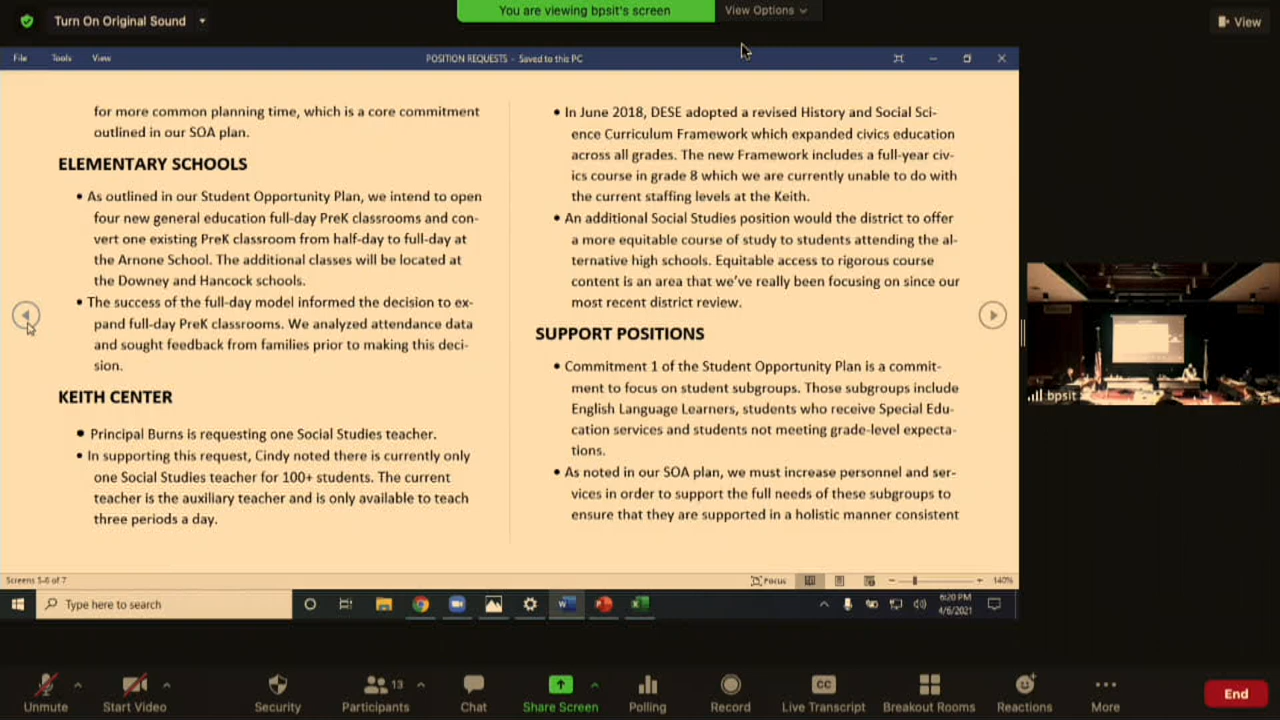 Turn On Original Sound
You are viewing bpsit's screen
View Options
View
File Tools View
POSITION REQUESTS - Saved to this PC
for more common planning time, which is a core commitment
outlined in our SOA plan.
ELEMENTARY SCHOOLS
• As outlined in our Student Opportunity Plan, we intend to open
four new general education full-day PreK classrooms and con-
vert one existing PreK classroom from half-day to full-day at
the Arnone School. The additional classes will be located at
the Downey and Hancock schools.
• The success of the full-day model informed the decision to ex-
pand full-day PreK classrooms. We analyzed attendance data
and sought feedback from families prior to making this deci-
sion.
KEITH CENTER
• Principal Burns is requesting one Social Studies teacher.
• In supporting this request, Cindy noted there is currently only
one Social Studies teacher for 100+ students. The current
teacher is the auxiliary teacher and is only available to teach
three periods a day.
• In June 2018, DESE adopted a revised History and Social Sci-
ence Curriculum Framework which expanded civics education
across all grades. The new Framework includes a full-year civ-
ics course in grade 8 which we are currently unable to do with
the current staffing levels at the Keith.
• An additional Social Studies position would the district to offer
a more equitable course of study to students attending the al-
ternative high schools. Equitable access to rigorous course
content is an area that we've really been focusing on since our
most recent district review.
SUPPORT POSITIONS
• Commitment 1 of the Student Opportunity Plan is a commit-
ment to focus on student subgroups. Those subgroups include
English Language Learners, students who receive Special Edu-
cation services and students not meeting grade-level expecta-
tions.
• As noted in our SOA plan, we must increase personnel and ser-
vices in order to support the full needs of these subgroups to
ensure that they are supported in a holistic manner consistent
bpsit
Screens 5-6 of 7
Focus
140%
Type here to search
6:20 PM
4/6/2021
Unmute
Start Video
Security
Participants 13
Chat
Share Screen
Polling
Record
CC
Live Transcript
Breakout Rooms
Reactions
More
End